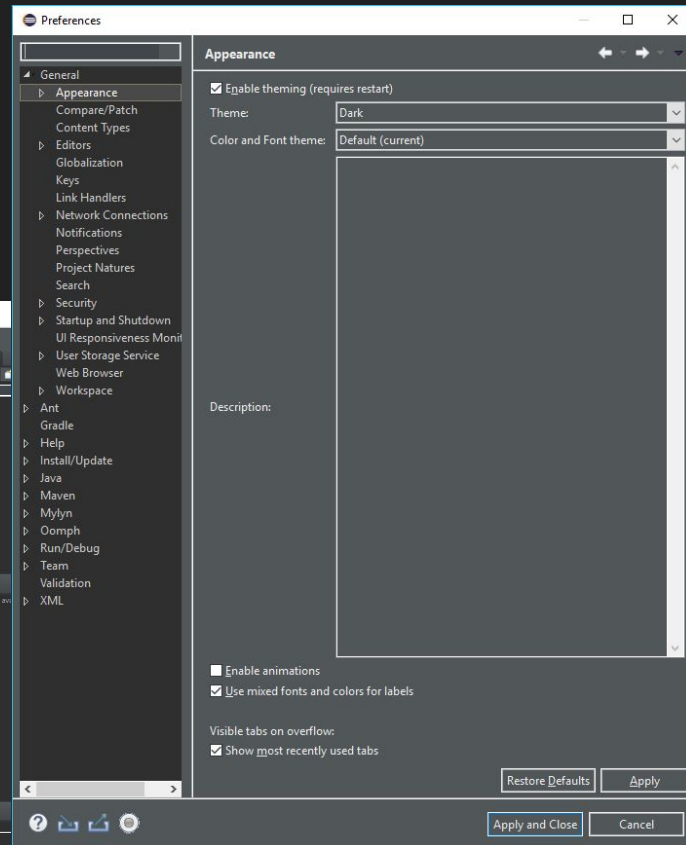 Preferences
General
Appearance
Compare/Patch
Content Types
Editors
Globalization
Keys
Link Handlers
Network Connections
Notifications
Perspectives
Project Natures
Search
Security
Startup and Shutdown
UI Responsiveness Monit
User Storage Service
Web Browser
Workspace
Ant
Gradle
Help
Install/Update
Java
Maven
Mylyn
Oomph
Run/Debug
Team
Validation
XML
Appearance
Enable theming (requires restart)
Theme: Dark
Color and Font theme: Default (current)
Description:
Enable animations
Use mixed fonts and colors for labels
Visible tabs on overflow:
Show most recently used tabs
Restore Defaults Apply
Apply and Close Cancel